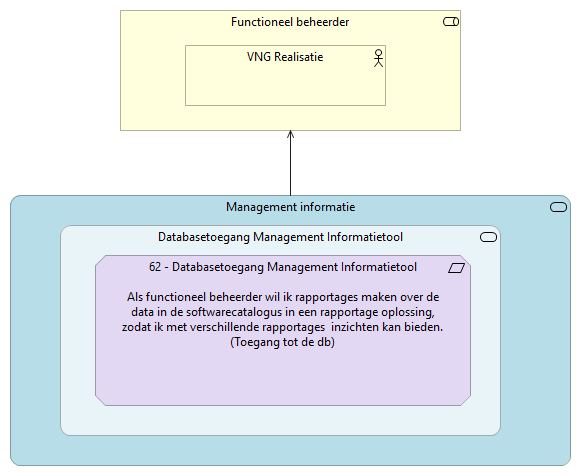 Functioneel beheerder
VNG Realisatie
Management informatie
Databasetoegang Management Informatietool
62 - Databasetoegang Management Informatietool
Als functioneel beheerder wil ik rapportages maken over de
data in de softwarecatalogus in een rapportage oplossing,
zodat ik met verschillende rapportages  inzichten kan bieden.
(Toegang tot de db)